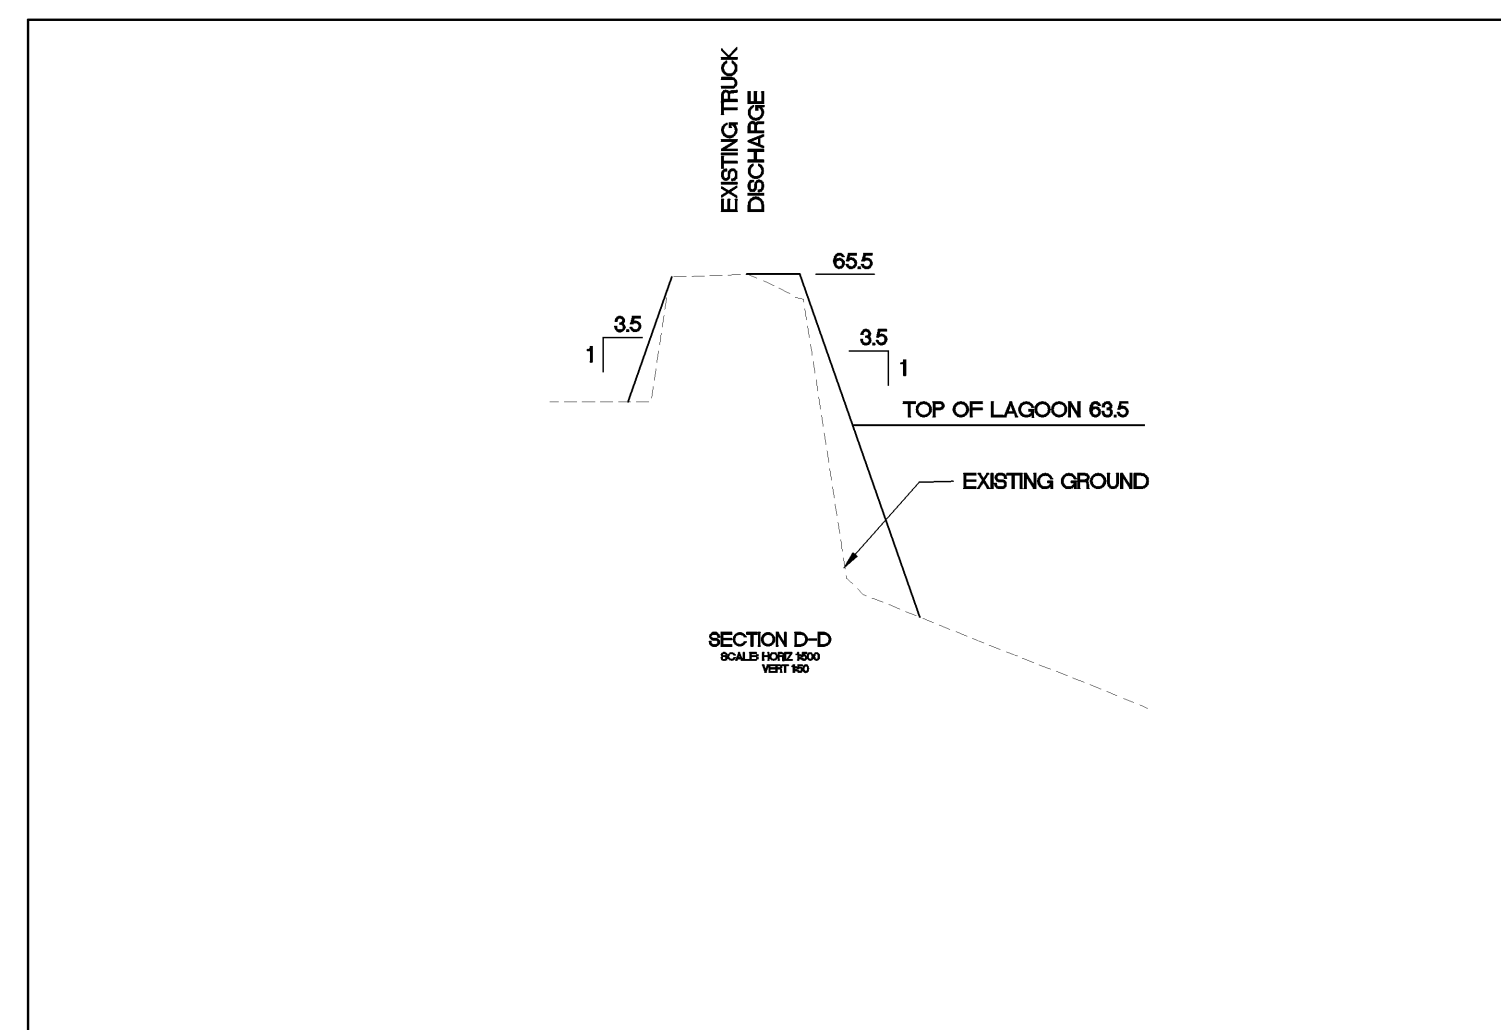 EXISTING TRUCK
DISCHARGE
65.5
3.5
1
3.5
1
TOP OF LAGOON 63.5
EXISTING GROUND
SECTION D-D
SCALE: HORIZ 1:500
VERT 1:50